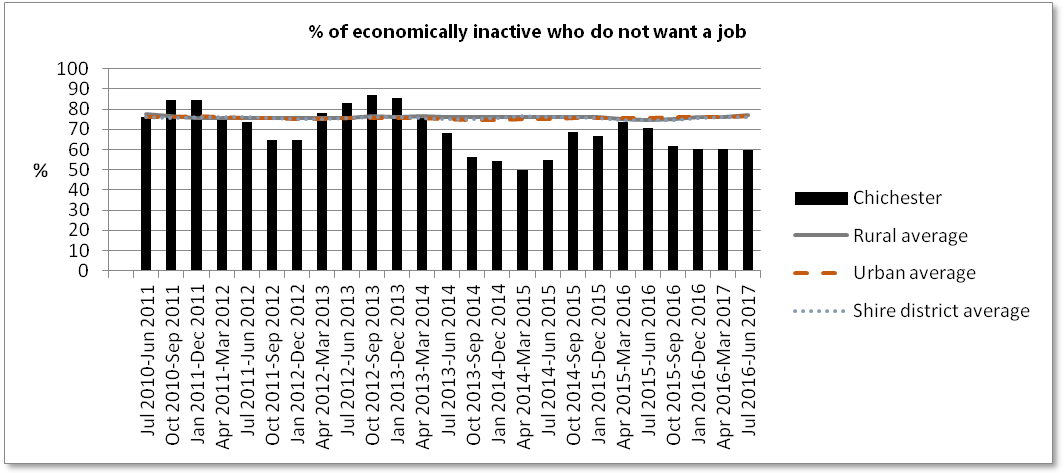 % of economically inactive who do not want a job
100
90
80
70
60
50
40
30
20
10
0
%
Jul 2010-Jun 2011
Oct 2010-Sep 2011
Jan 2011-Dec 2011
Apr 2011-Mar 2012
Jul 2011-Jun 2012
Oct 2011-Sep 2012
Jan 2012-Dec 2012
Apr 2012-Mar 2013
Jul 2012-Jun 2013
Oct 2012-Sep 2013
Jan 2013-Dec 2013
Apr 2013-Mar 2014
Jul 2013-Jun 2014
Oct 2013-Sep 2014
Jan 2014-Dec 2014
Apr 2014-Mar 2015
Jul 2014-Jun 2015
Oct 2014-Sep 2015
Jan 2015-Dec 2015
Apr 2015-Mar 2016
Jul 2015-Jun 2016
Oct 2015-Sep 2016
Jan 2016-Dec 2016
Apr 2016-Mar 2017
Jul 2016-Jun 2017
Chichester
Rural average
Urban average
Shire district average